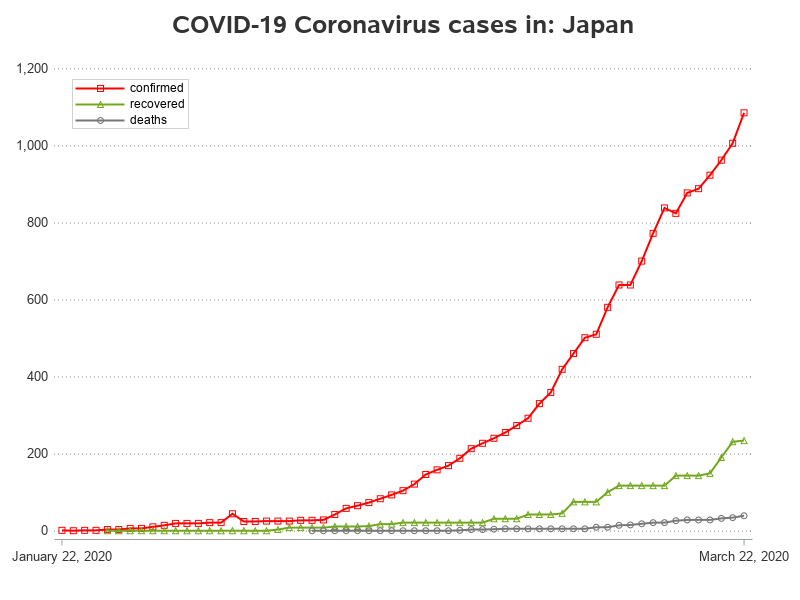 COVID-19 Coronavirus cases in: Japan
1,200
confirmed
recovered
deaths
1,000
800
600
400
200
0
January 22, 2020
March 22, 2020